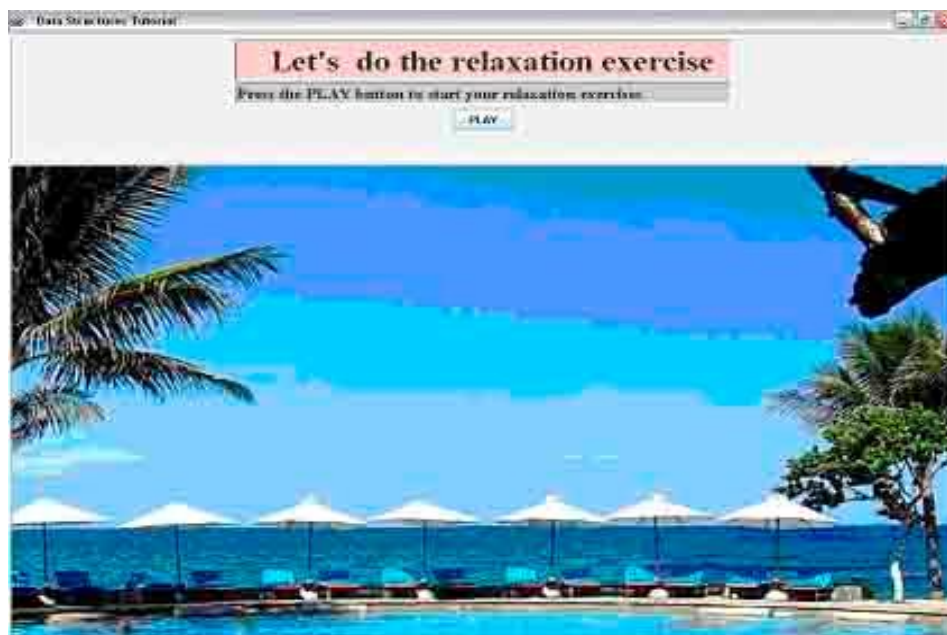 Data Structures Tutorial
Let's do the relaxation exercise
Press the PLAY button to start your relaxation exercise
PLAY